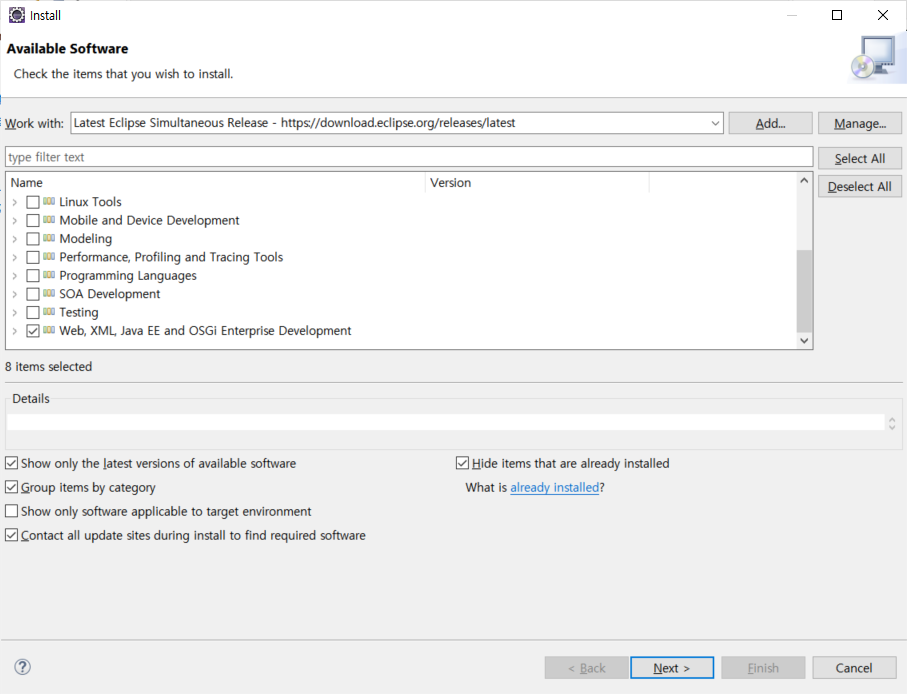 Install
Available Software
Check the items that you wish to install.
Work with: Latest Eclipse Simultaneous Release - https://download.eclipse.org/releases/latest Add... Manage...
type filter text Select All
Deselect All
Name Version
Linux Tools
Mobile and Device Development
Modeling
Performance, Profiling and Tracing Tools
Programming Languages
SOA Development
Testing
Web, XML, Java EE and OSGi Enterprise Development
8 items selected
Details
Show only the latest versions of available software Hide items that are already installed
Group items by category What is already installed?
Show only software applicable to target environment
Contact all update sites during install to find required software
? < Back Next > Finish Cancel